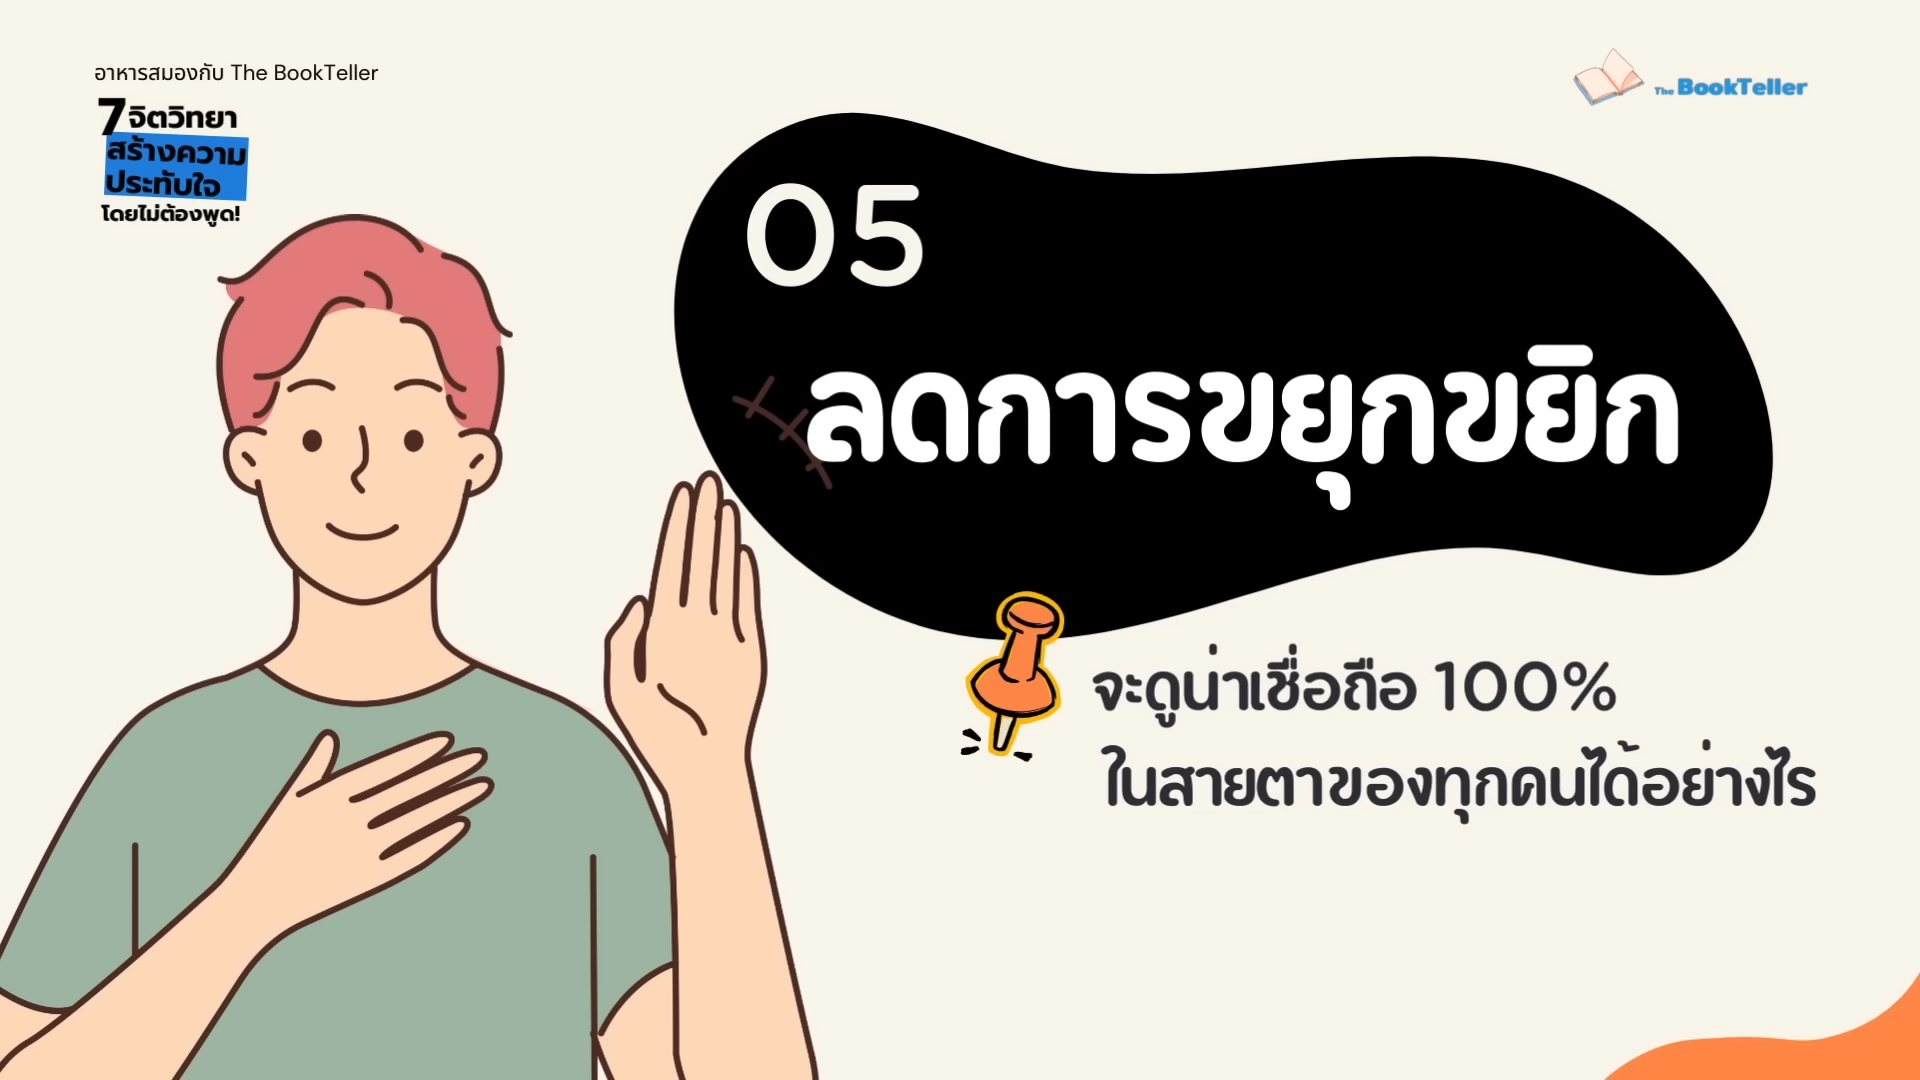 อาหารสมองกับ The BookTeller
7 จิตวิทยา
สร้างความ
ประทับใจ
โดยไม่ต้องพูด!
The BookTeller
05
ลดการขยุกขยิก
จะดูน่าเชื่อถือ 100%
ในสายตาของทุกคนได้อย่างไร